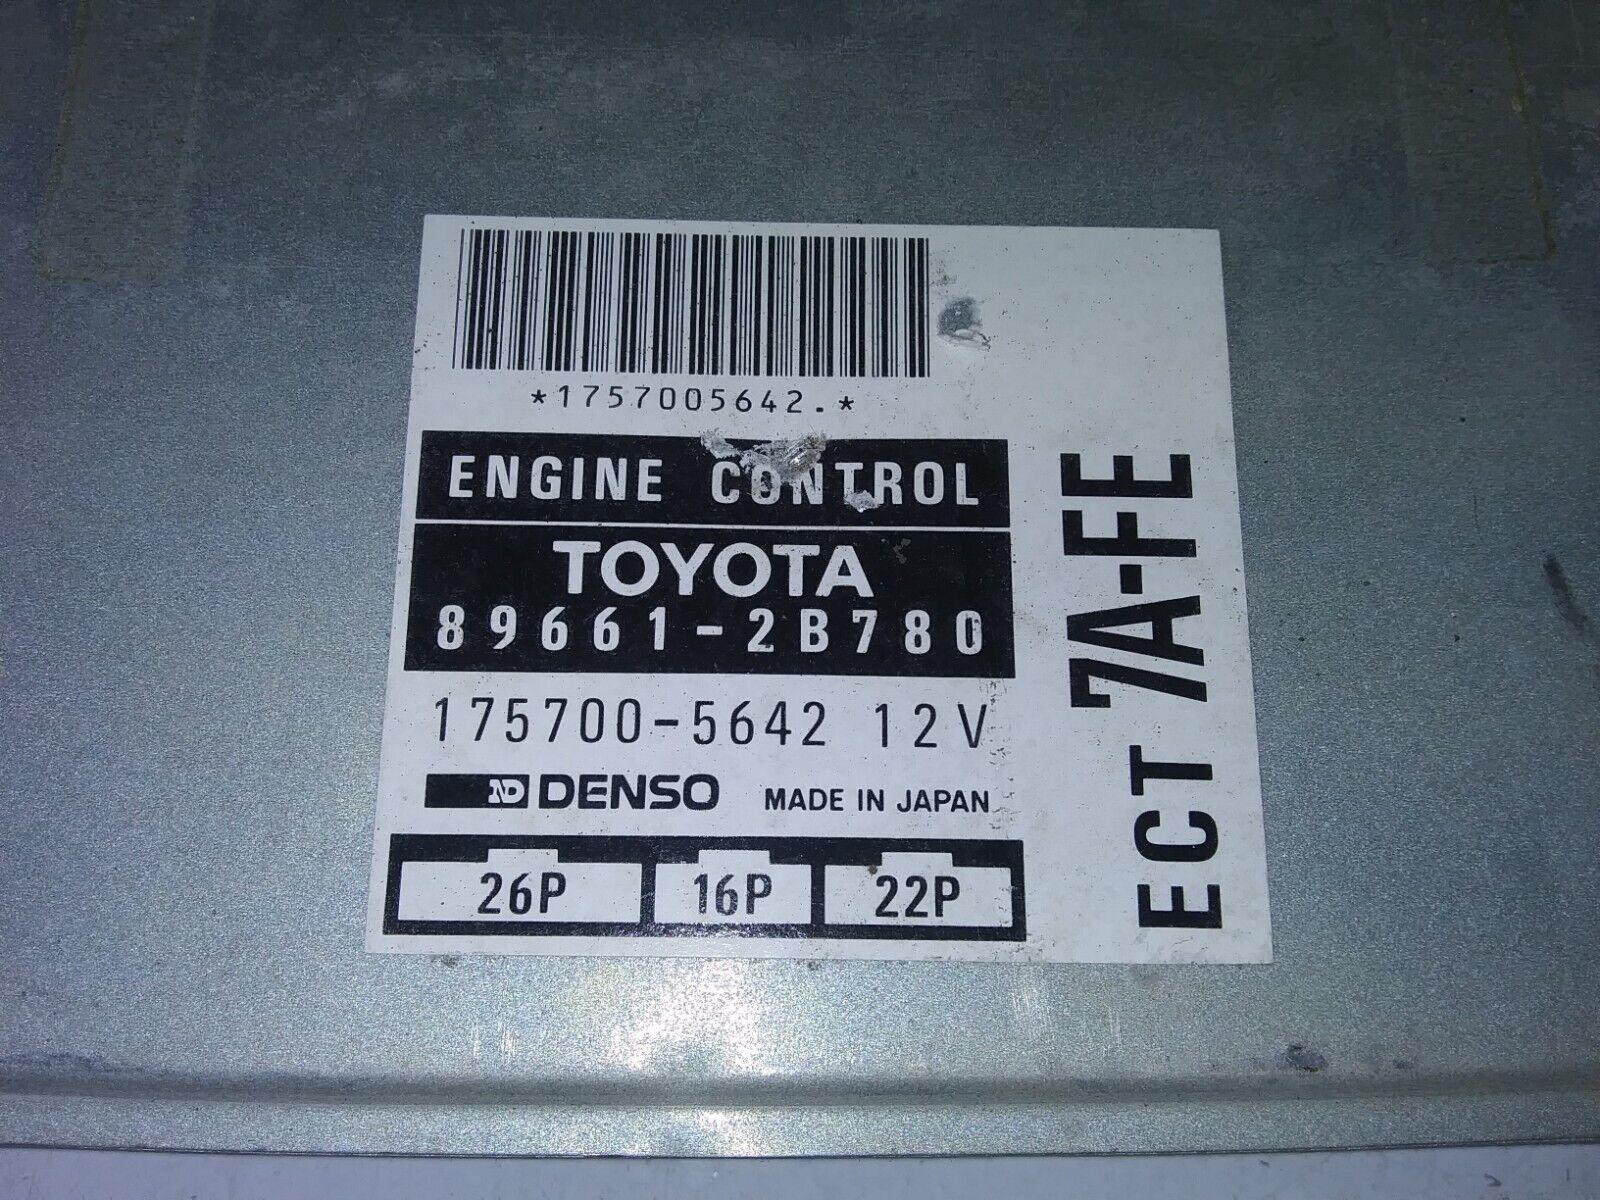 *1757005642.*
ENGINE CONTROL
TOYOTA
89661-2B780
175700-5642 12V
ND DENSO MADE IN JAPAN
26P 16P 22P
ECT 7A-FE